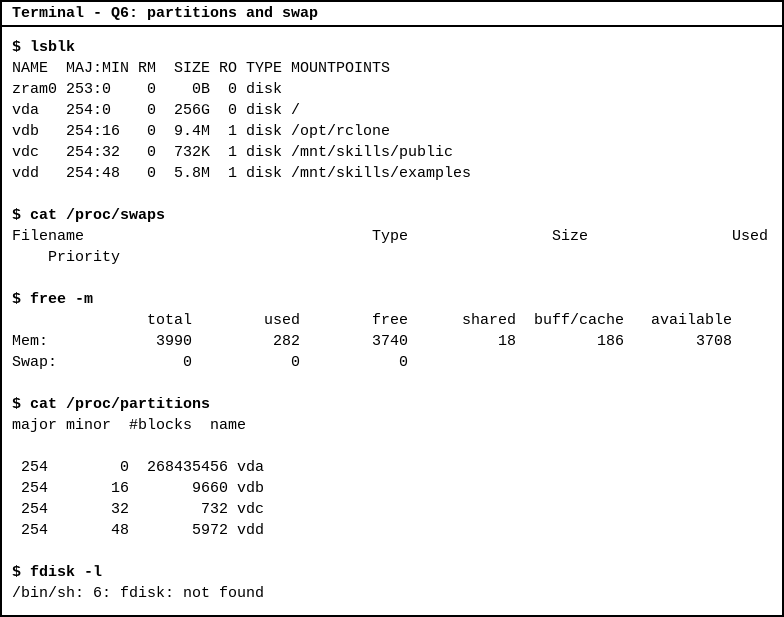 Terminal - Q6: partitions and swap
$ lsblk
NAME  MAJ:MIN RM  SIZE RO TYPE MOUNTPOINTS
zram0 253:0    0    0B  0 disk
vda   254:0    0  256G  0 disk /
vdb   254:16   0  9.4M  1 disk /opt/rclone
vdc   254:32   0  732K  1 disk /mnt/skills/public
vdd   254:48   0  5.8M  1 disk /mnt/skills/examples
$ cat /proc/swaps
Filename                                Type                Size                Used
    Priority
$ free -m
               total        used        free      shared  buff/cache   available
Mem:            3990         282        3740          18         186        3708
Swap:              0           0           0
$ cat /proc/partitions
major minor  #blocks  name
 254        0  268435456 vda
 254       16       9660 vdb
 254       32        732 vdc
 254       48       5972 vdd
$ fdisk -l
/bin/sh: 6: fdisk: not found